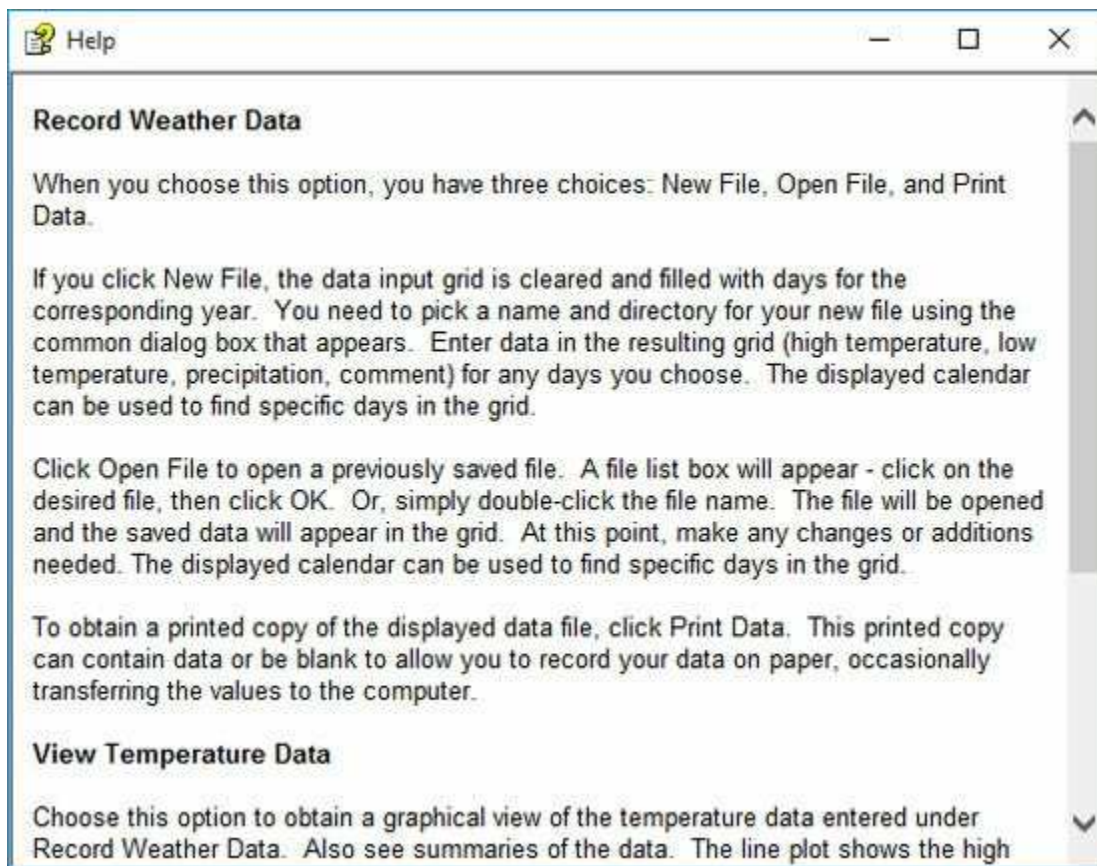 Help
Record Weather Data
When you choose this option, you have three choices: New File, Open File, and Print
Data.
If you click New File, the data input grid is cleared and filled with days for the
corresponding year.  You need to pick a name and directory for your new file using the
common dialog box that appears.  Enter data in the resulting grid (high temperature, low
temperature, precipitation, comment) for any days you choose.  The displayed calendar
can be used to find specific days in the grid.
Click Open File to open a previously saved file.  A file list box will appear - click on the
desired file, then click OK.  Or, simply double-click the file name.  The file will be opened
and the saved data will appear in the grid.  At this point, make any changes or additions
needed. The displayed calendar can be used to find specific days in the grid.
To obtain a printed copy of the displayed data file, click Print Data.  This printed copy
can contain data or be blank to allow you to record your data on paper, occasionally
transferring the values to the computer.
View Temperature Data
Choose this option to obtain a graphical view of the temperature data entered under
Record Weather Data.  Also see summaries of the data.  The line plot shows the high